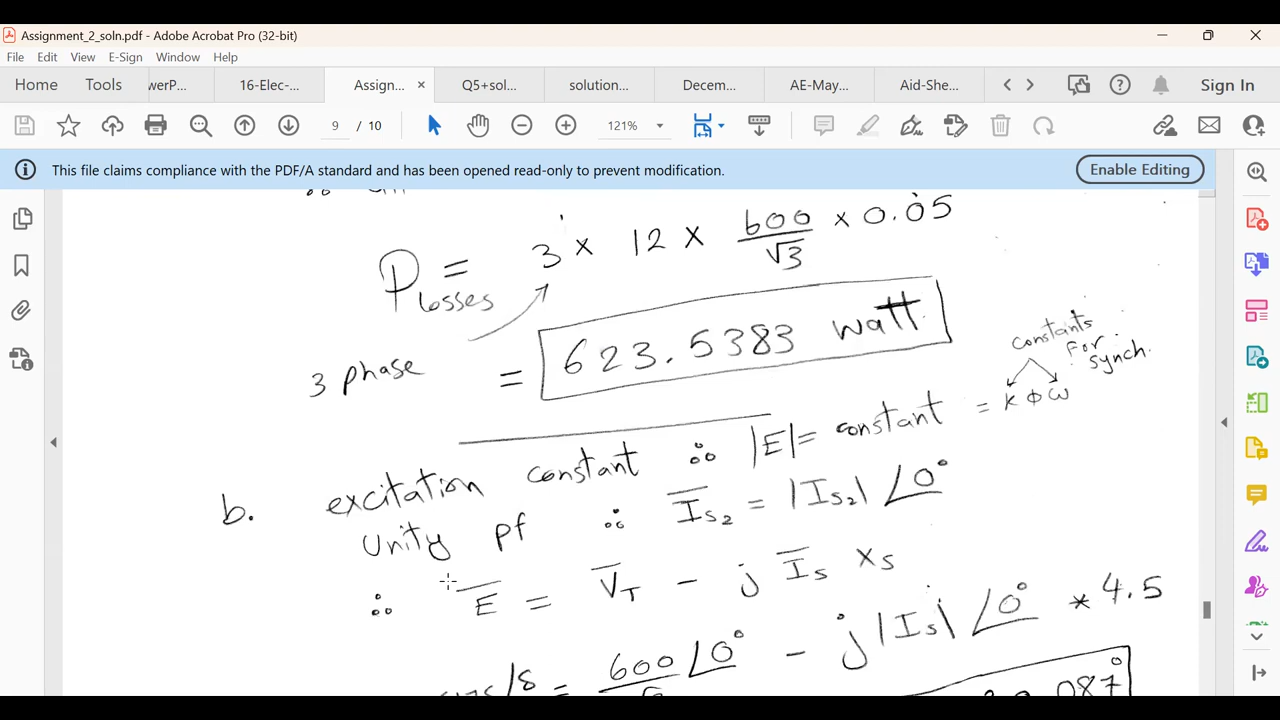 Assignment_2_soln.pdf - Adobe Acrobat Pro (32-bit)
File Edit View Window E-Sign Help
Home Tools werP... 16-Elec-... Assign... × Q5+sol... solution... Decem... AE-May... Aid-She... Sign In
9 / 10 121%
This file claims compliance with the PDF/A standard and has been opened read-only to prevent modification. Enable Editing
P losses = 3 × 12 × 600/√3 × 0.05
3 phase = 623.5383 watt
constants for synch.
b. excitation constant ∴ |E| = constant = KΦω
Unity pf ∴ I̅s2 = |Is2| ∠0°
∴ E̅ = V̅T - j I̅s Xs
= 600∠0° - j |Is| ∠0° * 4.5
087°